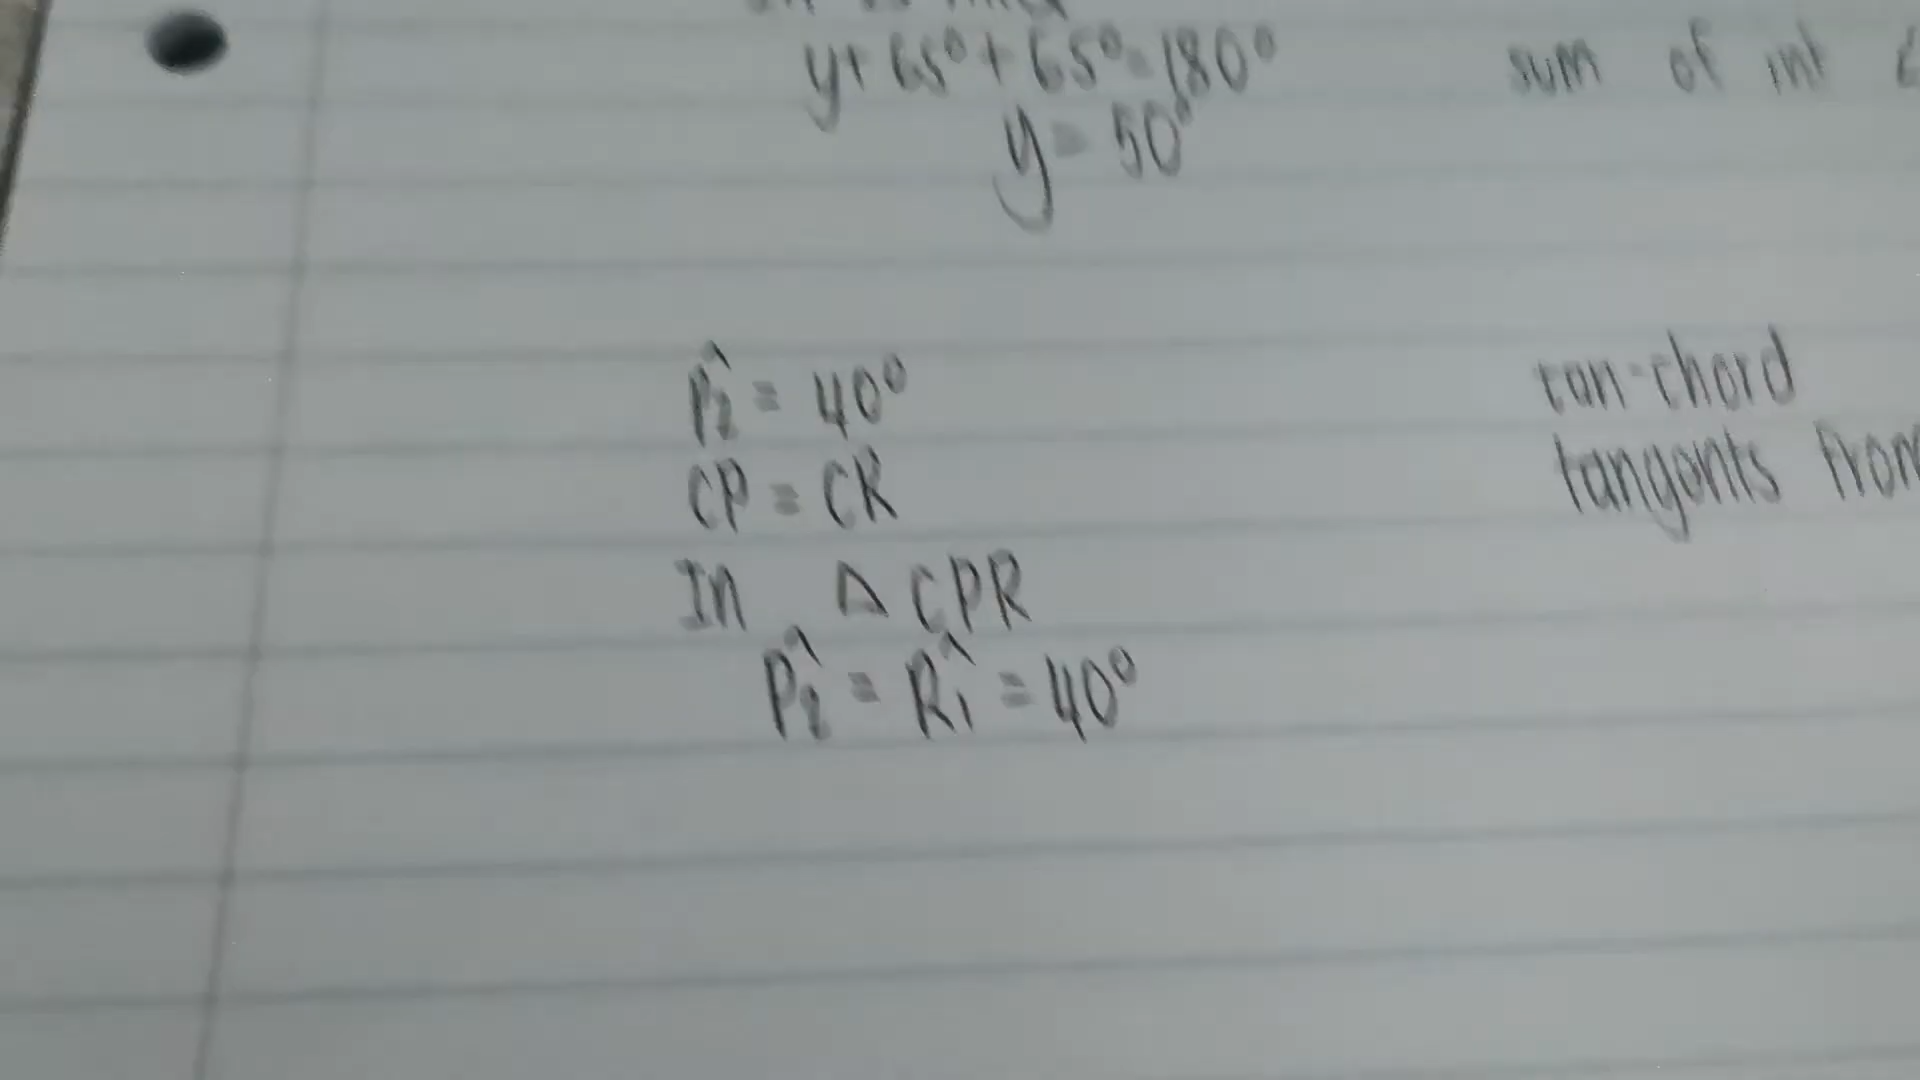 y + 65° + 65° = 180° sum of int
y = 50°
P̂₂ = 40° tan-chord
CP = CR tangents from
In △ CPR
P̂₂ = R̂₁ = 40°